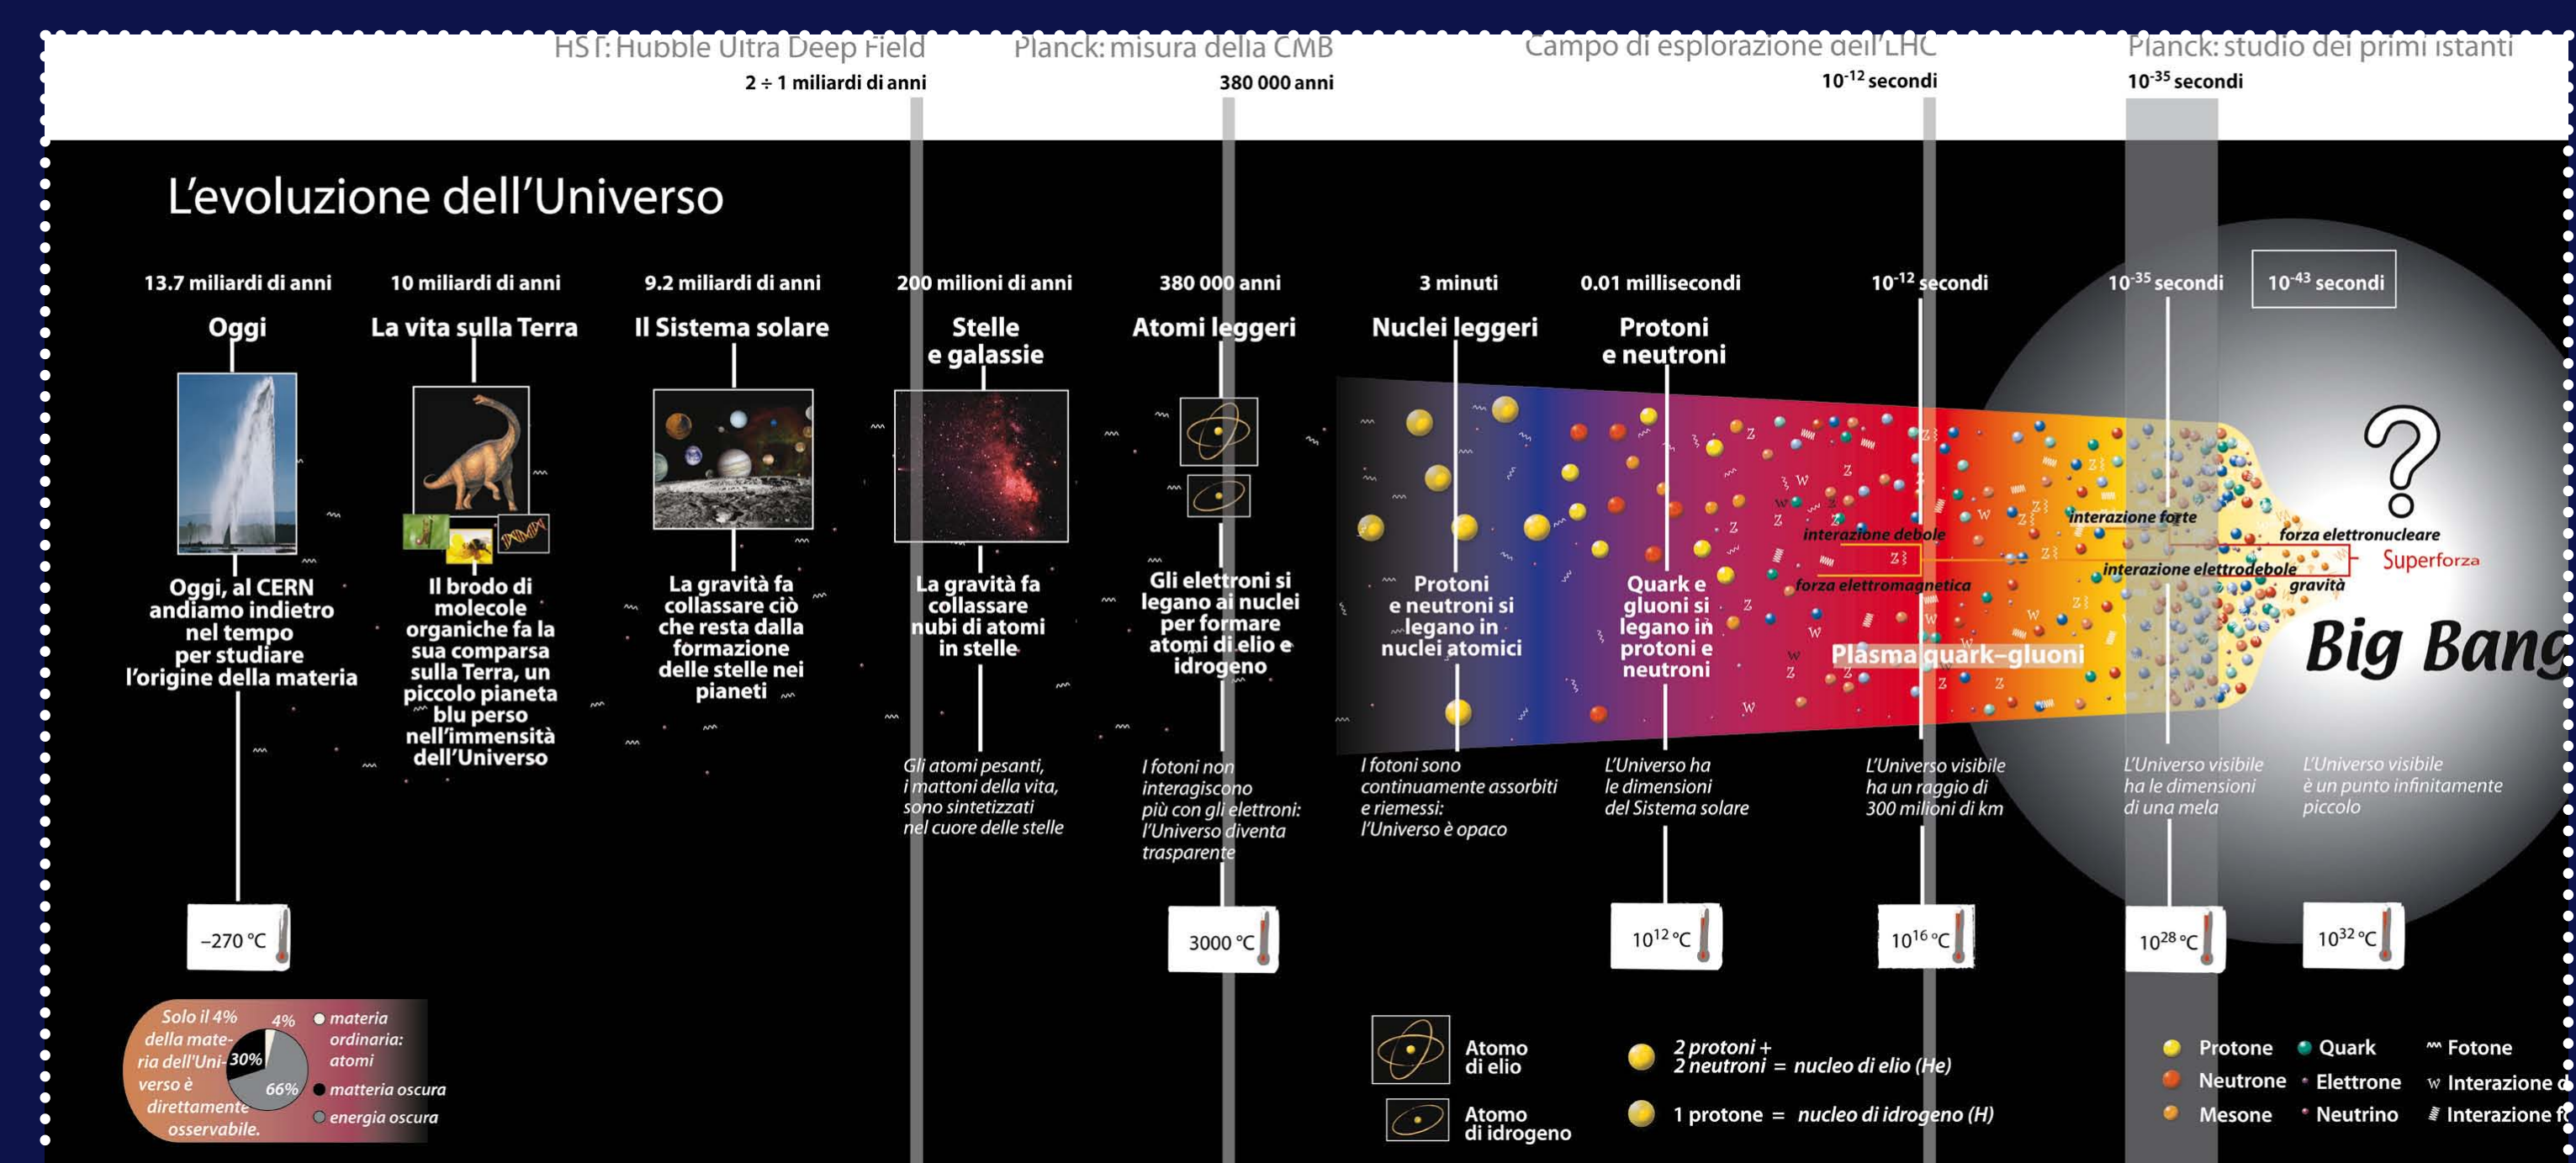 HST: Hubble Ultra Deep Field
2 ÷ 1 miliardi di anni
Planck: misura della CMB
380 000 anni
Campo di esplorazione dell'LHC
10⁻¹² secondi
Planck: studio dei primi istanti
10⁻³⁵ secondi
L'evoluzione dell'Universo
13.7 miliardi di anni
Oggi
Oggi, al CERN
andiamo indietro
nel tempo
per studiare
l'origine della materia
–270 °C
10 miliardi di anni
La vita sulla Terra
Il brodo di
molecole
organiche fa la
sua comparsa
sulla Terra, un
piccolo pianeta
blu perso
nell'immensità
dell'Universo
9.2 miliardi di anni
Il Sistema solare
La gravità fa
collassare ciò
che resta dalla
formazione
delle stelle nei
pianeti
200 milioni di anni
Stelle
e galassie
La gravità fa
collassare
nubi di atomi
in stelle
Gli atomi pesanti,
i mattoni della vita,
sono sintetizzati
nel cuore delle stelle
380 000 anni
Atomi leggeri
Gli elettroni si
legano ai nuclei
per formare
atomi di elio e
idrogeno
I fotoni non
interagiscono
più con gli elettroni:
l'Universo diventa
trasparente
3000 °C
3 minuti
Nuclei leggeri
Protoni
e neutroni si
legano in
nuclei atomici
I fotoni sono
continuamente assorbiti
e riemessi:
l'Universo è opaco
0.01 millisecondi
Protoni
e neutroni
Quark e
gluoni si
legano in
protoni e
neutroni
L'Universo ha
le dimensioni
del Sistema solare
10¹² °C
10⁻¹² secondi
interazione debole
forza elettromagnetica
Plasma quark–gluoni
L'Universo visibile
ha un raggio di
300 milioni di km
10¹⁶ °C
10⁻³⁵ secondi
interazione forte
interazione elettrodebole
L'Universo visibile
ha le dimensioni
di una mela
10²⁸ °C
10⁻⁴³ secondi
?
forza elettronucleare
Superforza
gravità
Big Bang
L'Universo visibile
è un punto infinitamente
piccolo
10³² °C
Solo il 4%
della mate-
ria dell'Uni-
verso è
direttamente
osservabile.
4%
30%
66%
materia
ordinaria:
atomi
matteria oscura
energia oscura
Atomo
di elio
Atomo
di idrogeno
2 protoni +
2 neutroni = nucleo di elio (He)
1 protone = nucleo di idrogeno (H)
Protone
Neutrone
Mesone
Quark
Elettrone
Neutrino
Fotone
W Interazione
Interazione